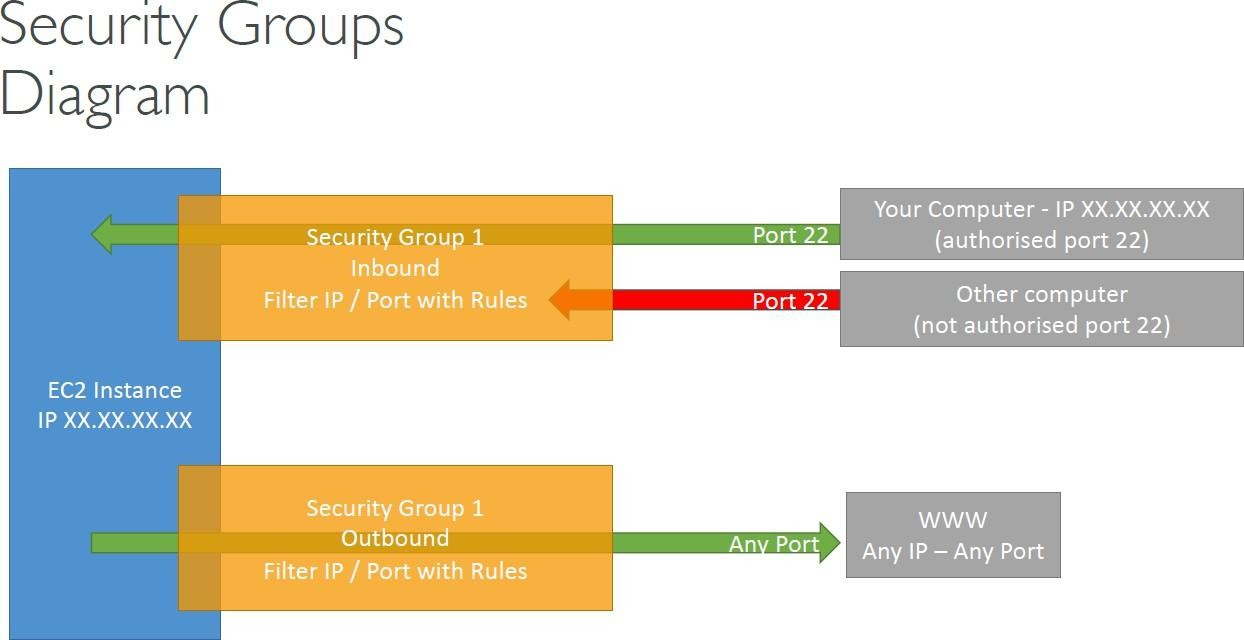 Security Groups
Diagram
Security Group 1
Inbound
Filter IP / Port with Rules
Port 22
Your Computer - IP XX.XX.XX.XX
(authorised port 22)
Port 22
Other computer
(not authorised port 22)
EC2 Instance
IP XX.XX.XX.XX
Security Group 1
Outbound
Filter IP / Port with Rules
Any Port
WWW
Any IP – Any Port